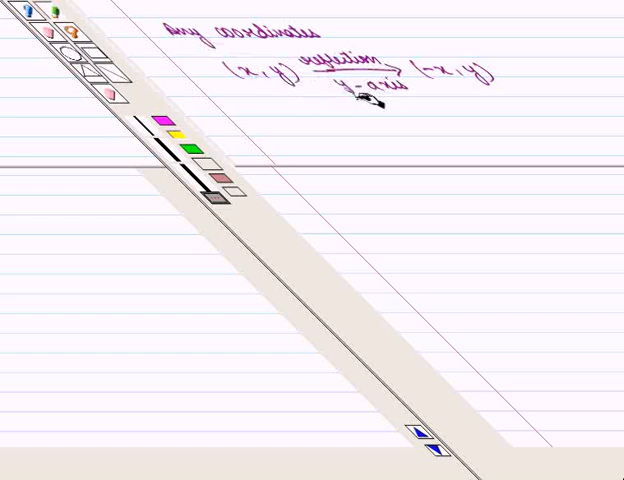 Any coordinates
(x, y) reflection (-x, y)
y-axis